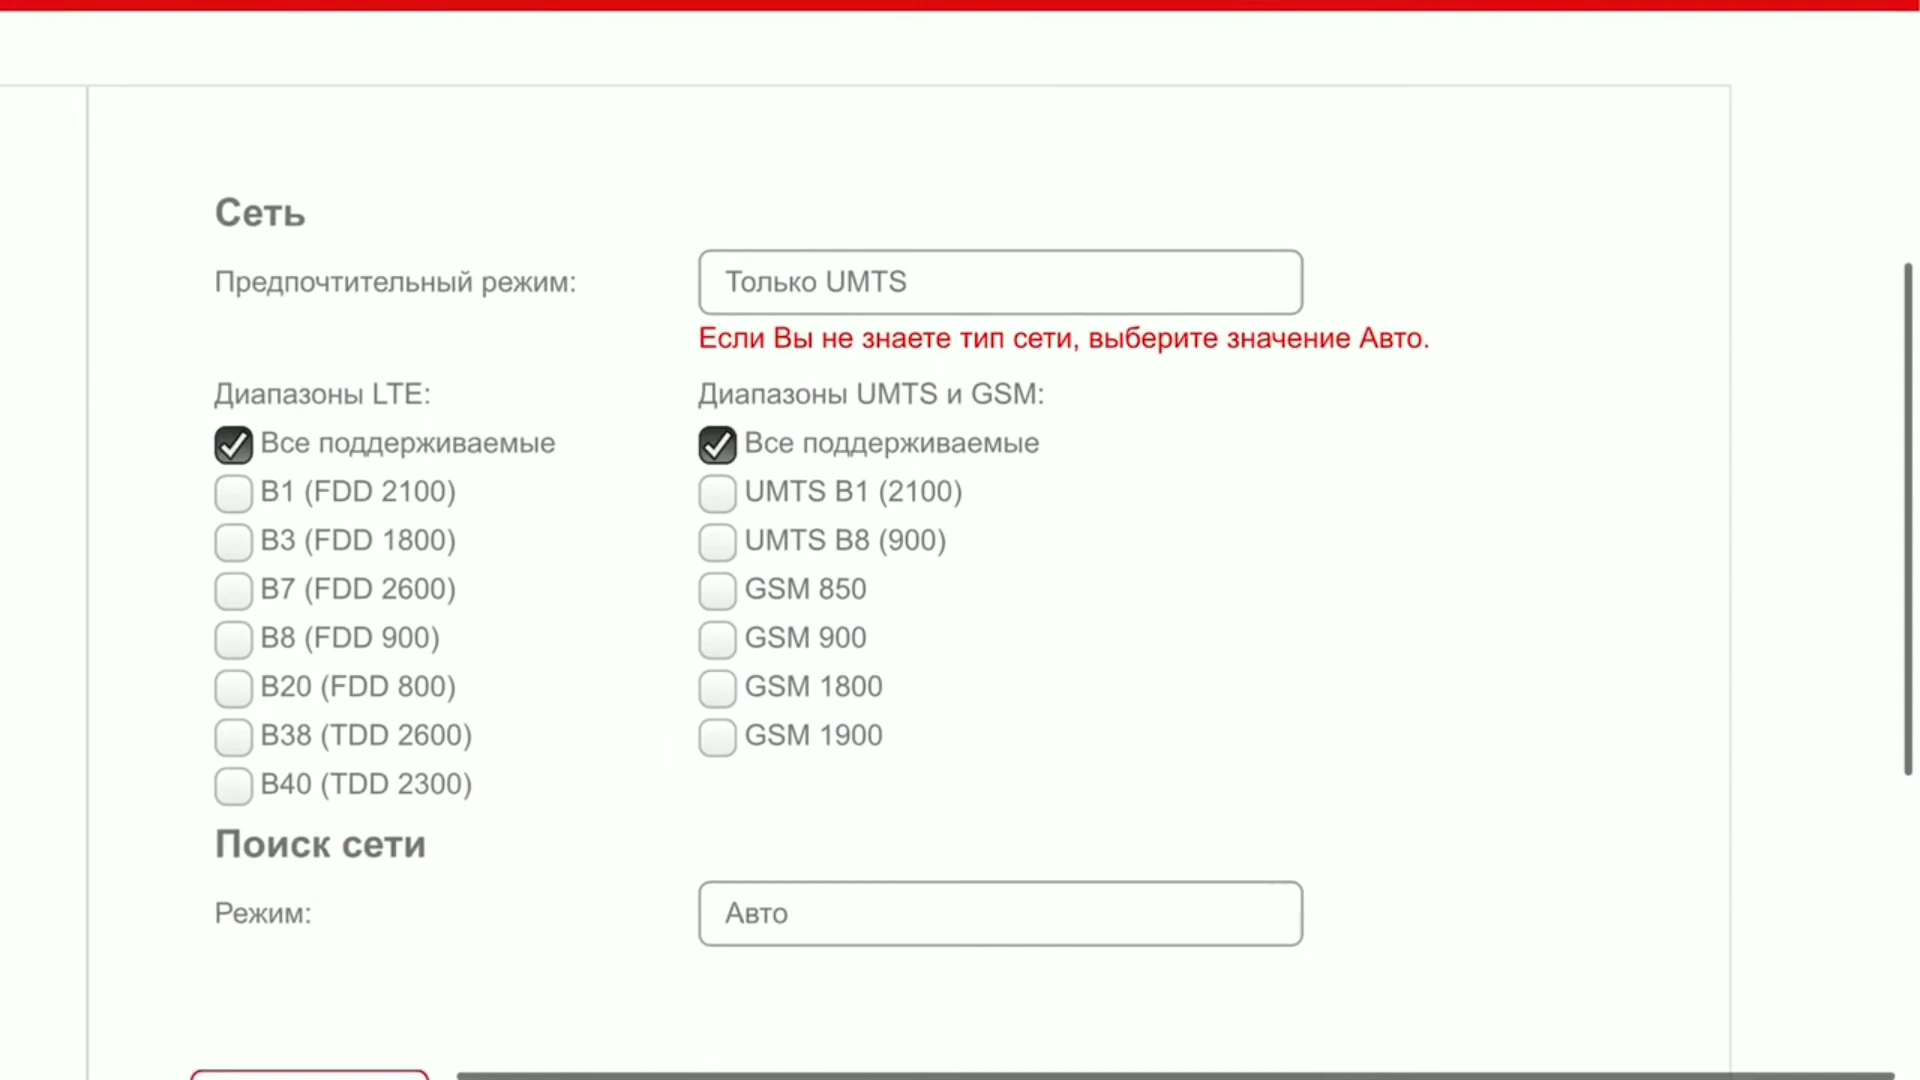 Сеть
Предпочтительный режим: Только UMTS
Если Вы не знаете тип сети, выберите значение Авто.
Диапазоны LTE: Диапазоны UMTS и GSM:
Все поддерживаемые Все поддерживаемые
B1 (FDD 2100) UMTS B1 (2100)
B3 (FDD 1800) UMTS B8 (900)
B7 (FDD 2600) GSM 850
B8 (FDD 900) GSM 900
B20 (FDD 800) GSM 1800
B38 (TDD 2600) GSM 1900
B40 (TDD 2300)
Поиск сети
Режим: Авто